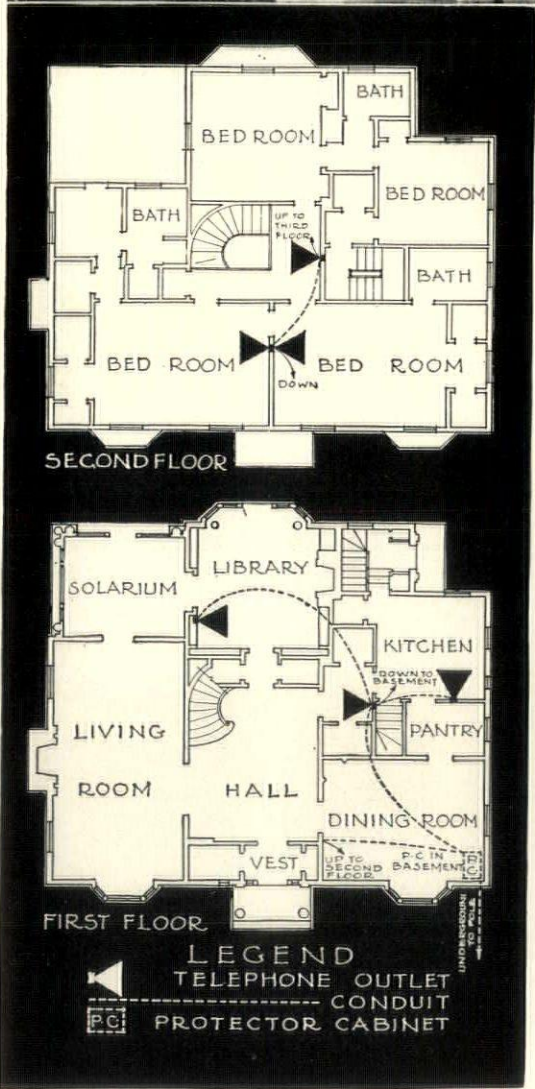 BATH
BED ROOM
BED ROOM
BATH
UP TO
THIRD
FLOOR
BATH
BED ROOM
BED ROOM
DOWN
SECOND FLOOR
LIBRARY
SOLARIUM
KITCHEN
DOWN TO
BASEMENT
LIVING
ROOM
PANTRY
HALL
DINING ROOM
VEST
UP TO
SECOND
FLOOR
P.C IN
BASEMENT
P.C
UNDERGROUND
TO POLE
FIRST FLOOR
LEGEND
TELEPHONE OUTLET
CONDUIT
P.C PROTECTOR CABINET